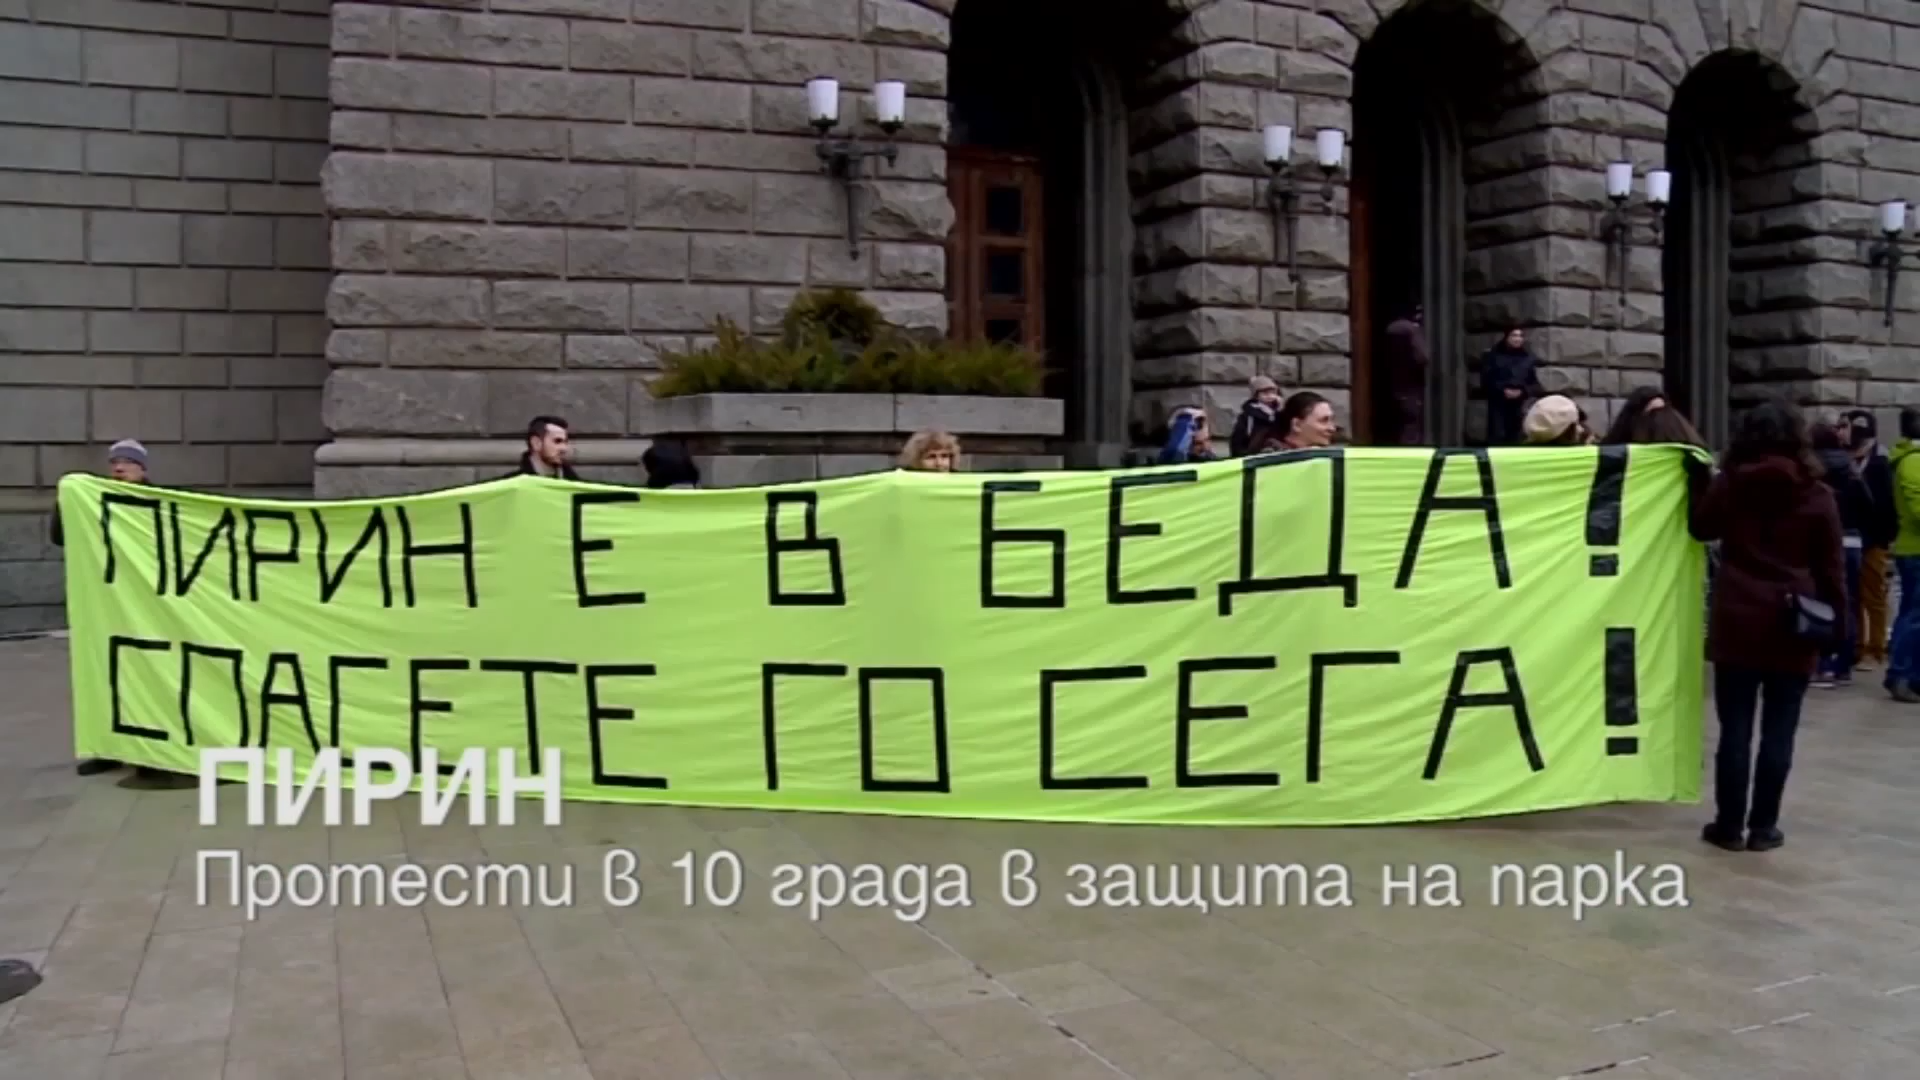 ПИРИН Е В БЕДА!
СПАСЕТЕ ГО СЕГА!
ПИРИН
Протести в 10 града в защита на парка